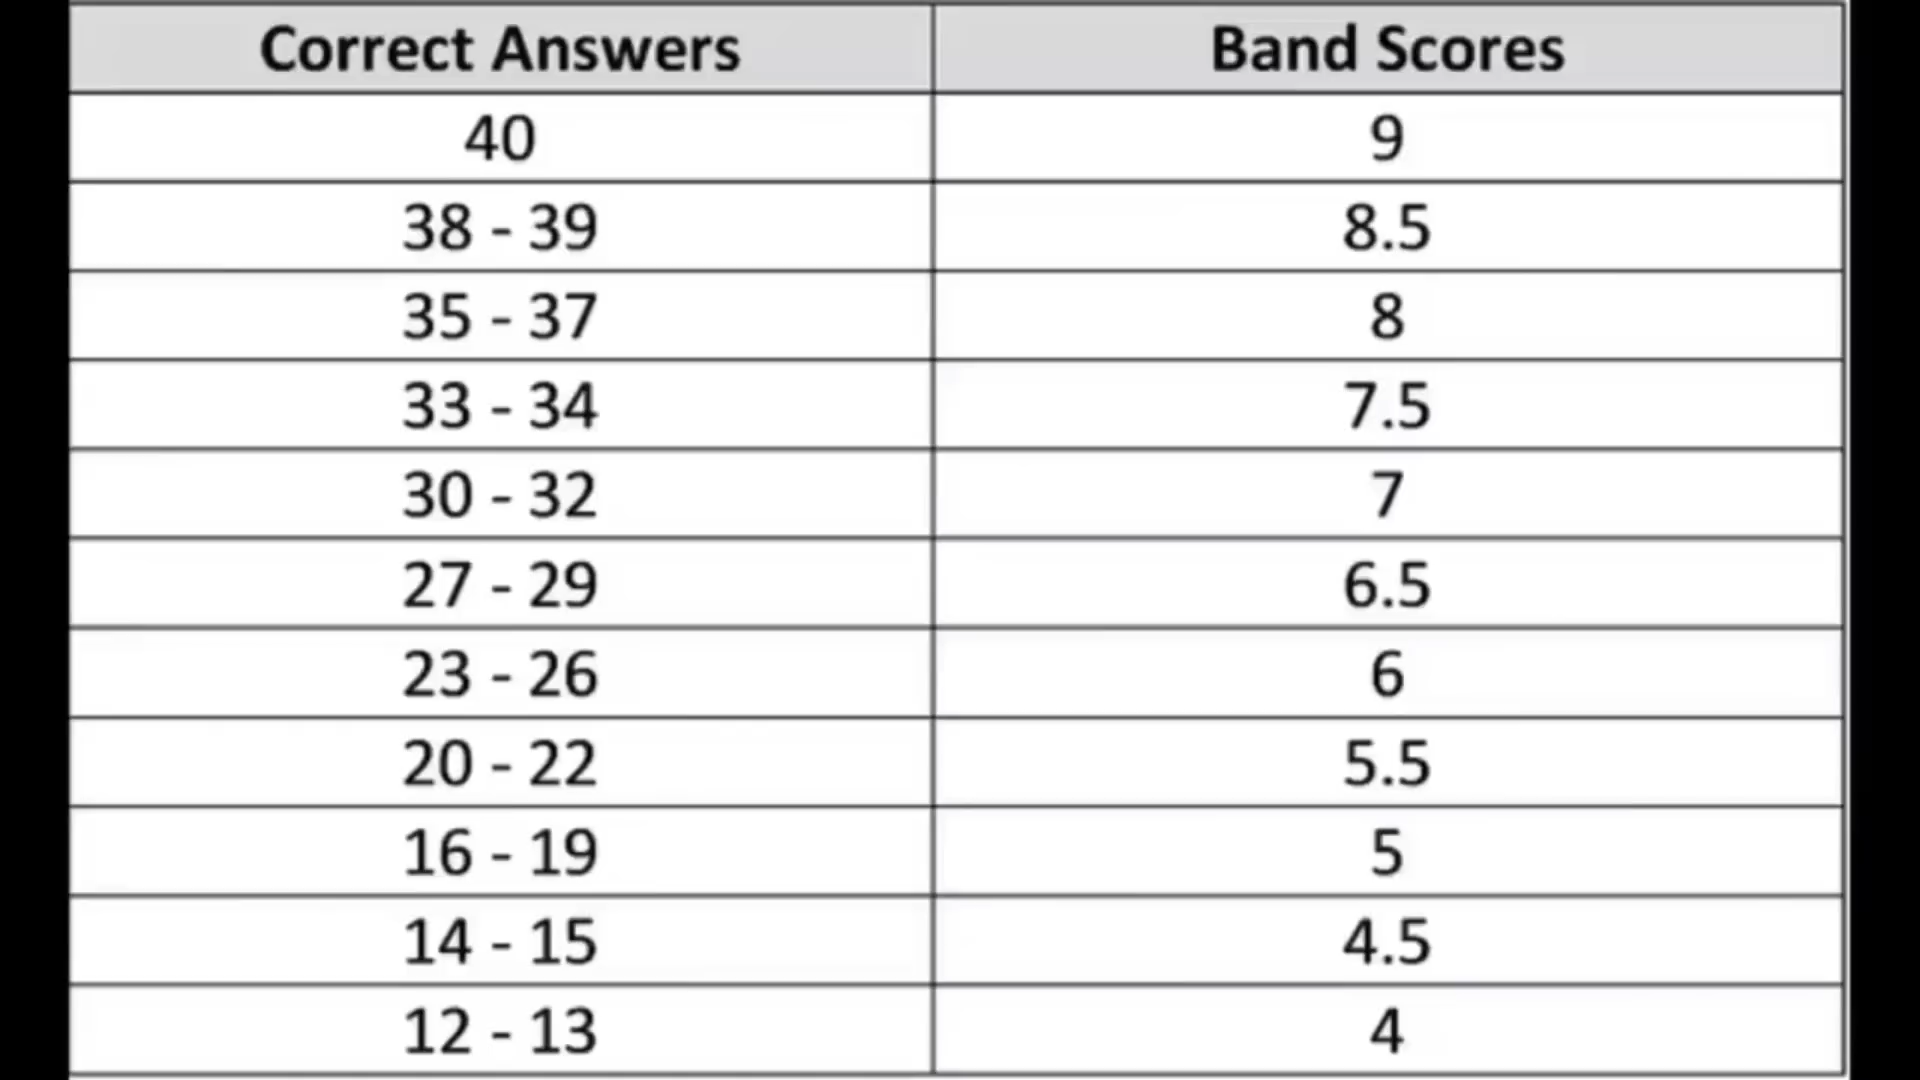 Correct Answers Band Scores
40 9
38 - 39 8.5
35 - 37 8
33 - 34 7.5
30 - 32 7
27 - 29 6.5
23 - 26 6
20 - 22 5.5
16 - 19 5
14 - 15 4.5
12 - 13 4